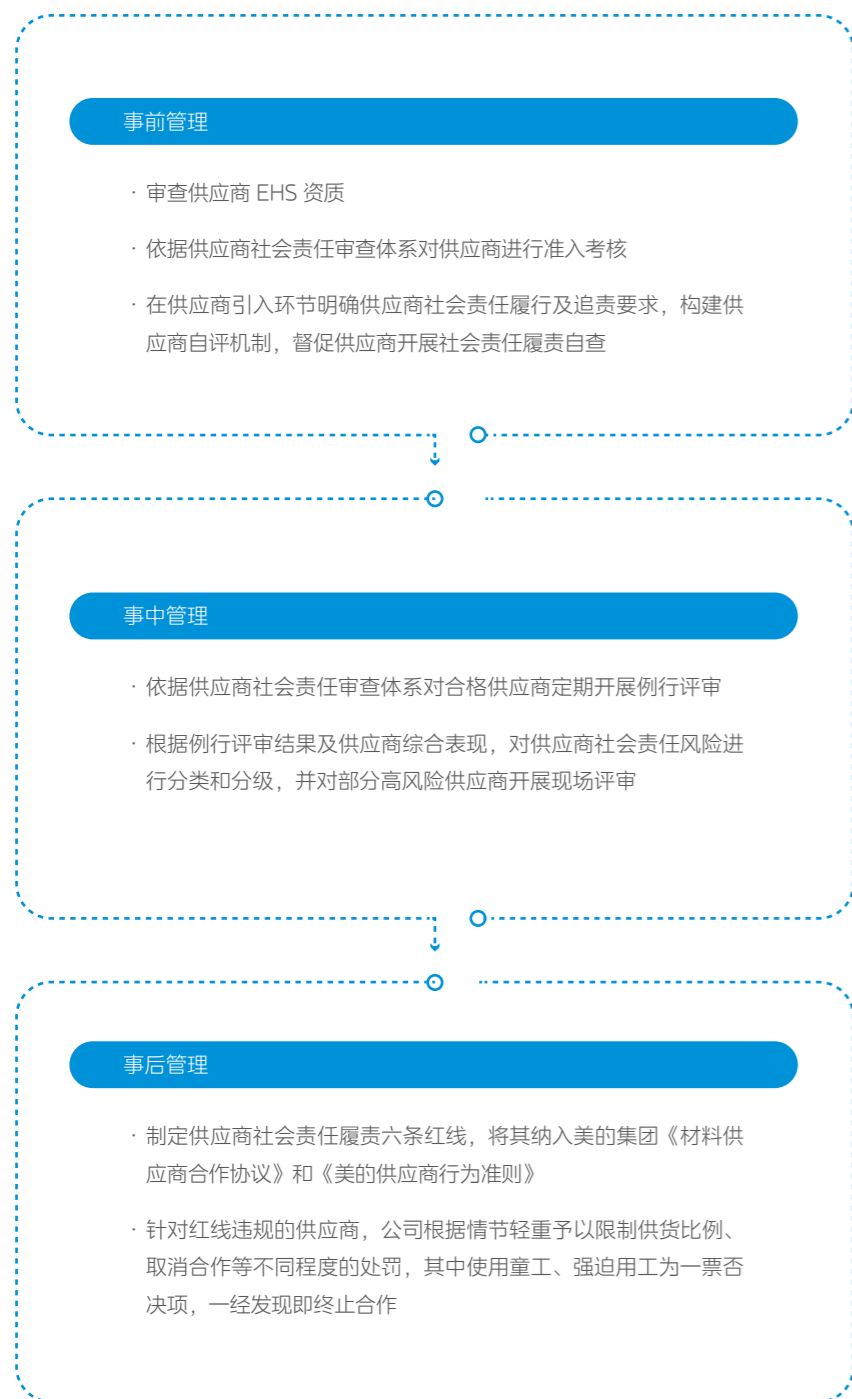 事前管理
· 审查供应商 EHS 资质
· 依据供应商社会责任审查体系对供应商进行准入考核
· 在供应商引入环节明确供应商社会责任履行及追责要求，构建供
应商自评机制，督促供应商开展社会责任履责自查
事中管理
· 依据供应商社会责任审查体系对合格供应商定期开展例行评审
· 根据例行评审结果及供应商综合表现，对供应商社会责任风险进
行分类和分级，并对部分高风险供应商开展现场评审
事后管理
· 制定供应商社会责任履责六条红线，将其纳入美的集团《材料供
应商合作协议》和《美的供应商行为准则》
· 针对红线违规的供应商，公司根据情节轻重予以限制供货比例、
取消合作等不同程度的处罚，其中使用童工、强迫用工为一票否
决项，一经发现即终止合作